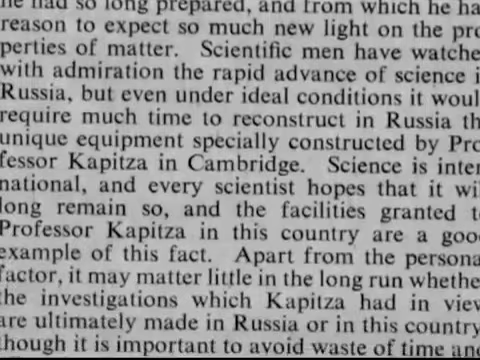 he had so long prepared, and from which he ha
reason to expect so much new light on the pro
perties of matter. Scientific men have watche
with admiration the rapid advance of science i
Russia, but even under ideal conditions it woul
require much time to reconstruct in Russia th
unique equipment specially constructed by Pro
fessor Kapitza in Cambridge. Science is inter
national, and every scientist hopes that it wil
long remain so, and the facilities granted t
Professor Kapitza in this country are a goo
example of this fact. Apart from the persona
factor, it may matter little in the long run whethe
the investigations which Kapitza had in view
are ultimately made in Russia or in this country
though it is important to avoid waste of time and